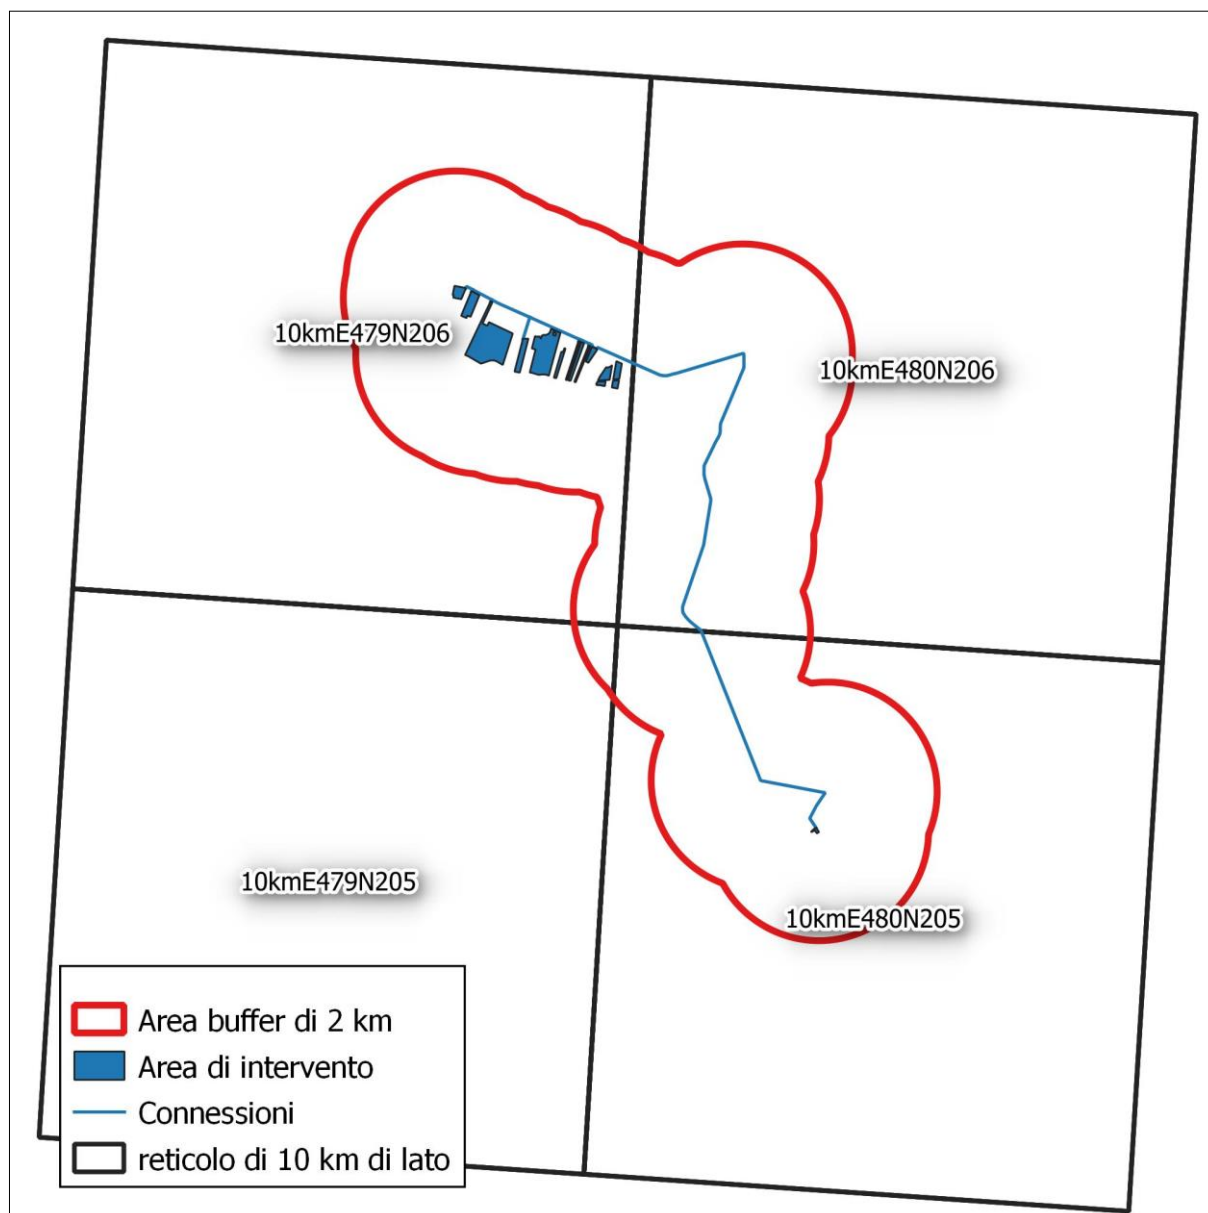 10kmE479N206
10kmE480N206
10kmE479N205
10kmE480N205
Area buffer di 2 km
Area di intervento
Connessioni
reticolo di 10 km di lato